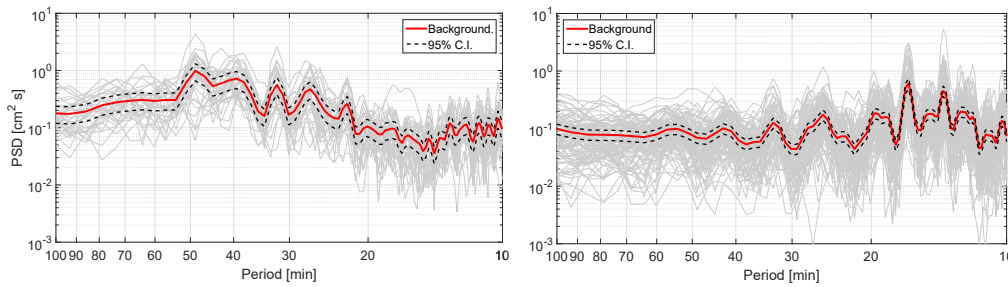 10^1
10^0
10^-1
10^-2
10^-3
PSD [cm^2 s]
Background.
95% C.I.
100 90 80 70 60 50 40 30 20 10
Period [min]
10^1
10^0
10^-1
10^-2
10^-3
Background
95% C.I.
100 90 80 70 60 50 40 30 20 10
Period [min]